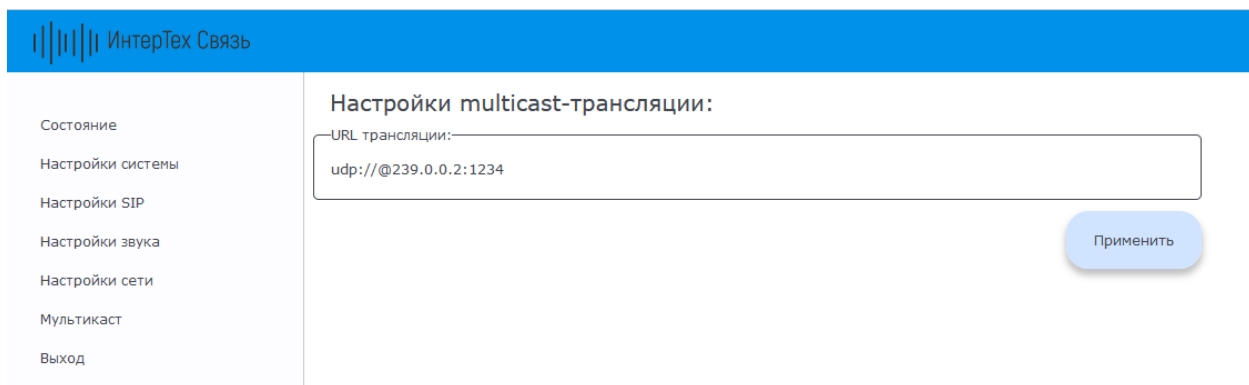 ИнтерТех Связь
Состояние
Настройки системы
Настройки SIP
Настройки звука
Настройки сети
Мультикаст
Выход
Настройки multicast-трансляции:
URL трансляции:
udp://@239.0.0.2:1234
Применить